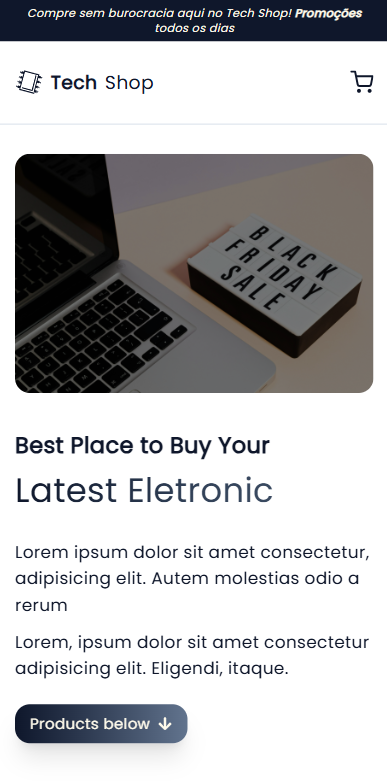 Compre sem burocracia aqui no Tech Shop! Promoções
todos os dias
Tech Shop
BLACK
FRIDAY
SALE
Best Place to Buy Your
Latest Eletronic
Lorem ipsum dolor sit amet consectetur,
adipisicing elit. Autem molestias odio a
rerum
Lorem, ipsum dolor sit amet consectetur
adipisicing elit. Eligendi, itaque.
Products below